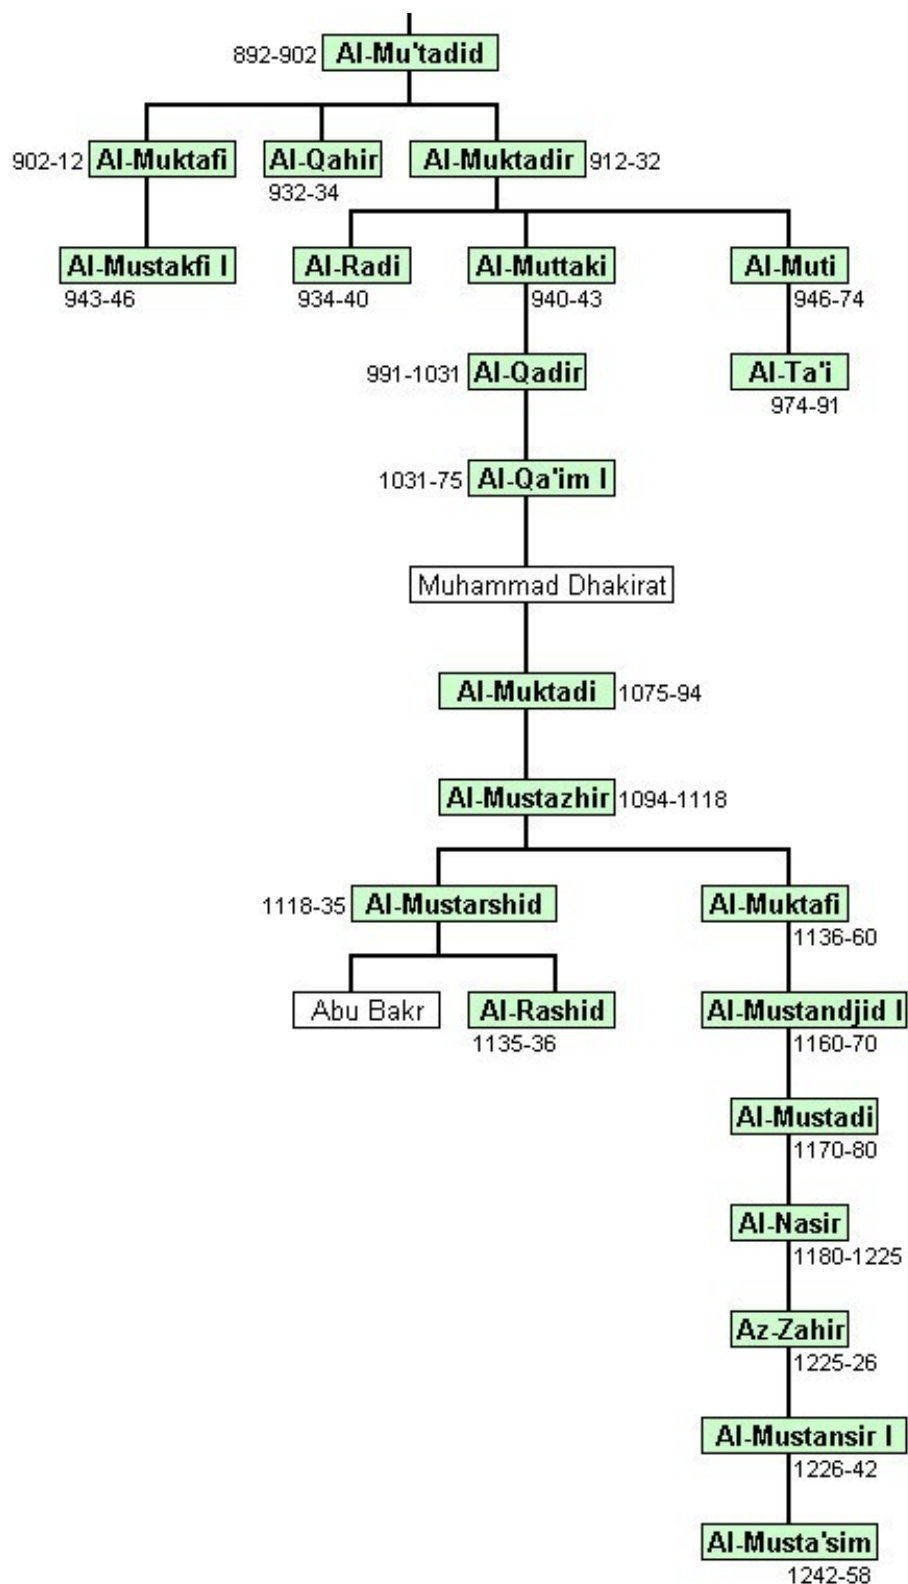 892-902 Al-Mu'tadid
902-12 Al-Muktafi Al-Qahir Al-Muktadir 912-32
932-34
Al-Mustakfi I Al-Radi Al-Muttaki Al-Muti
943-46 934-40 940-43 946-74
991-1031 Al-Qadir Al-Ta'i
974-91
1031-75 Al-Qa'im I
Muhammad Dhakirat
Al-Muktadi 1075-94
Al-Mustazhir 1094-1118
1118-35 Al-Mustarshid Al-Muktafi
1136-60
Abu Bakr Al-Rashid Al-Mustandjid I
1135-36 1160-70
Al-Mustadi
1170-80
Al-Nasir
1180-1225
Az-Zahir
1225-26
Al-Mustansir I
1226-42
Al-Musta'sim
1242-58